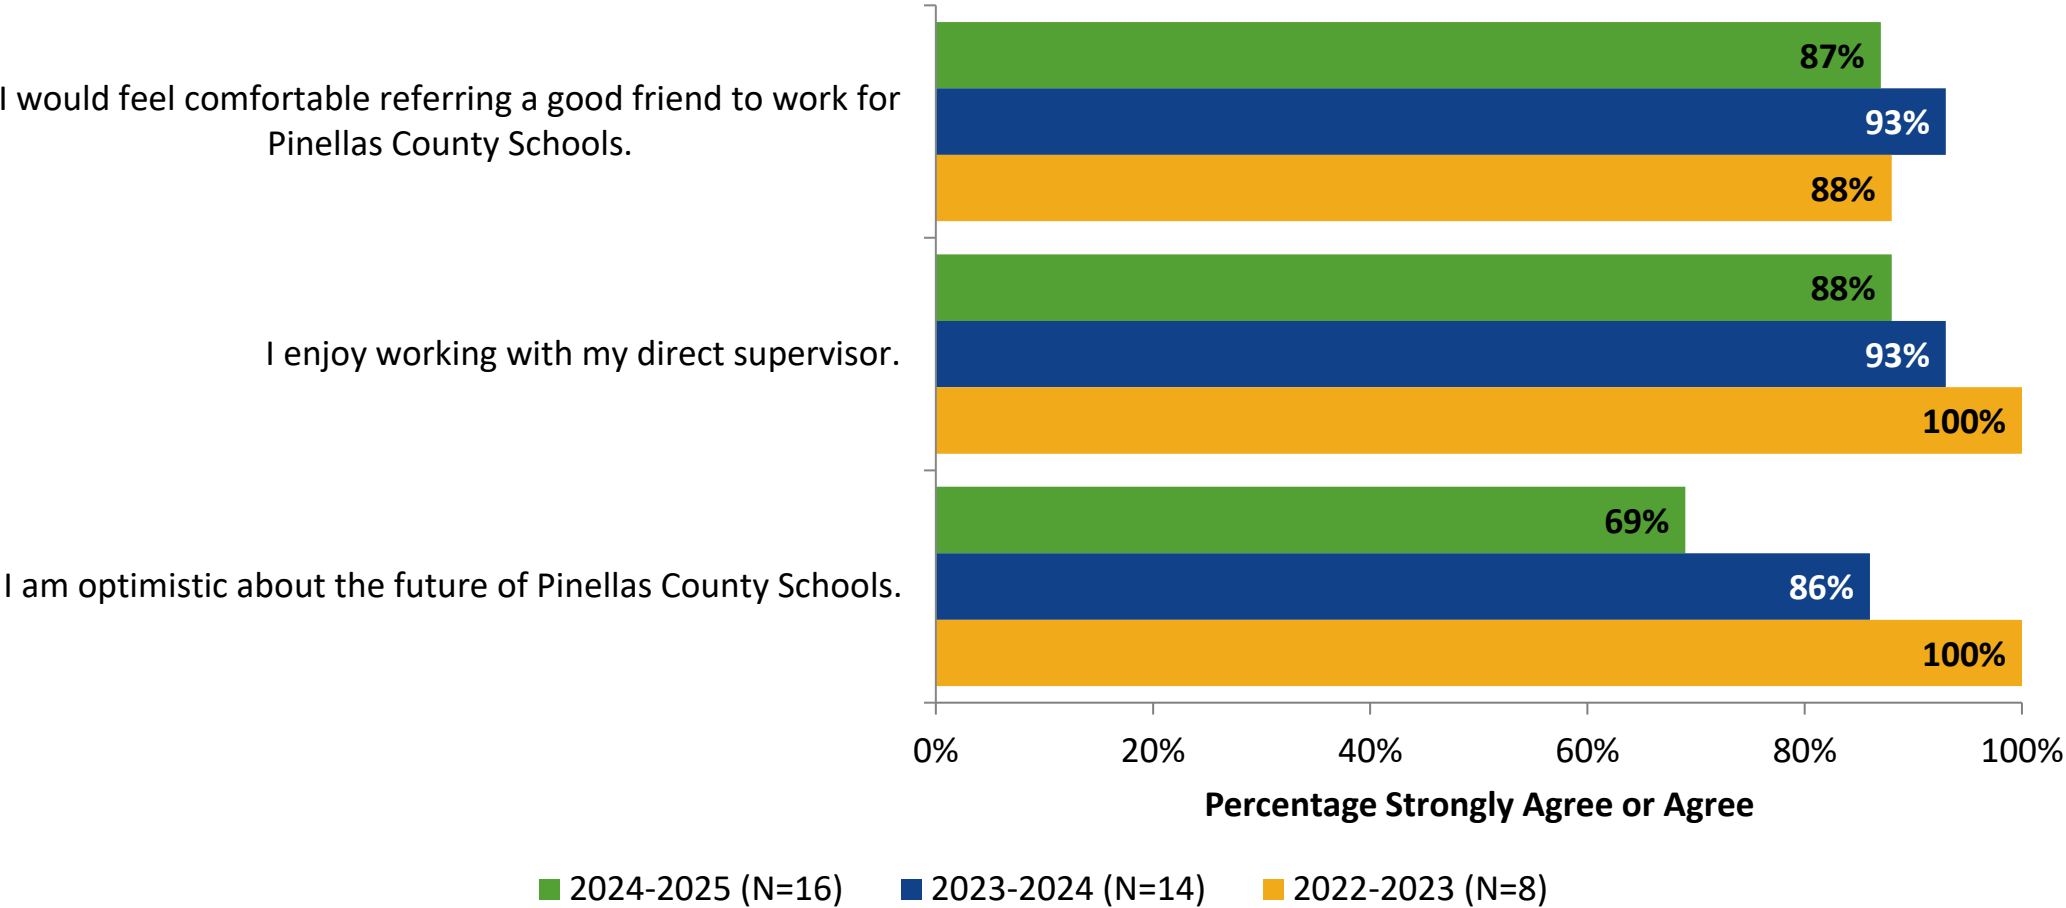 87%
I would feel comfortable referring a good friend to work for
Pinellas County Schools.
93%
88%
88%
I enjoy working with my direct supervisor.
93%
100%
69%
I am optimistic about the future of Pinellas County Schools.
86%
100%
0% 20% 40% 60% 80% 100%
Percentage Strongly Agree or Agree
2024-2025 (N=16) 2023-2024 (N=14) 2022-2023 (N=8)